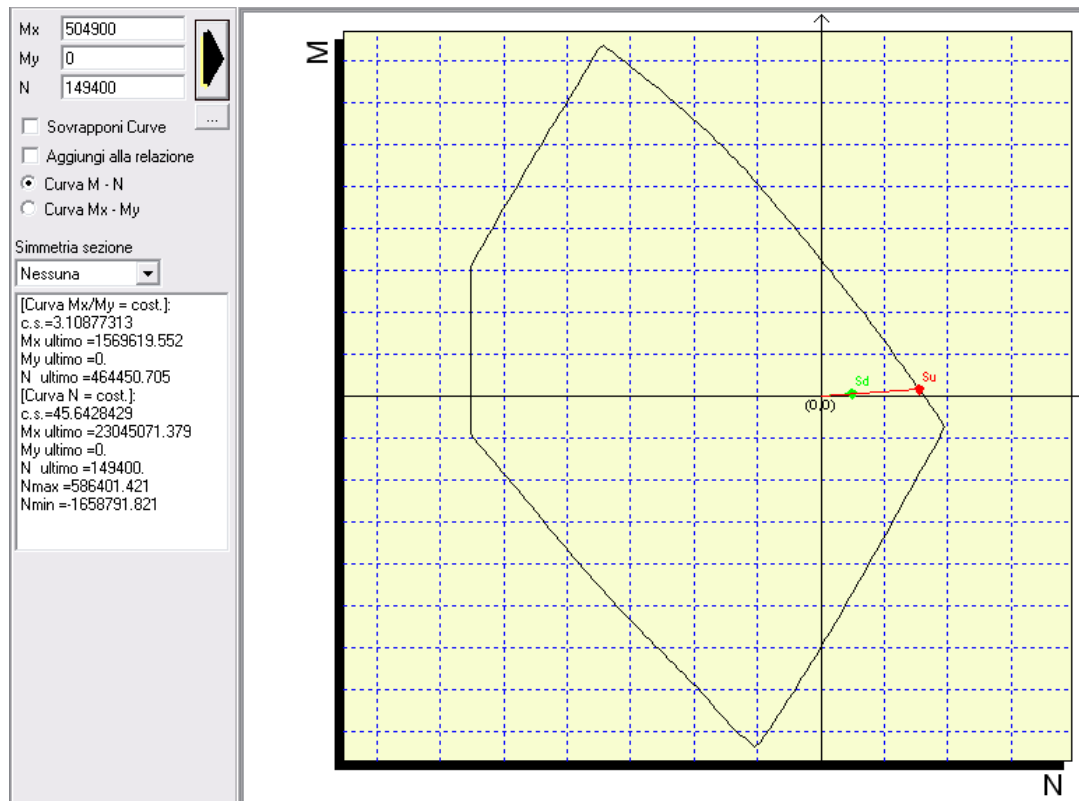 Mx 504900
My 0
N 149400
...
Sovrapponi Curve
Aggiungi alla relazione
Curva M - N
Curva Mx - My
Simmetria sezione
Nessuna
[Curva Mx/My = cost.]:
c.s.=3.10877313
Mx ultimo =1569619.552
My ultimo =0.
N ultimo =464450.705
[Curva N = cost.]:
c.s.=45.6428429
Mx ultimo =23045071.379
My ultimo =0.
N ultimo =149400.
Nmax =586401.421
Nmin =-1658791.821
M
Sd
Su
(0,0)
N